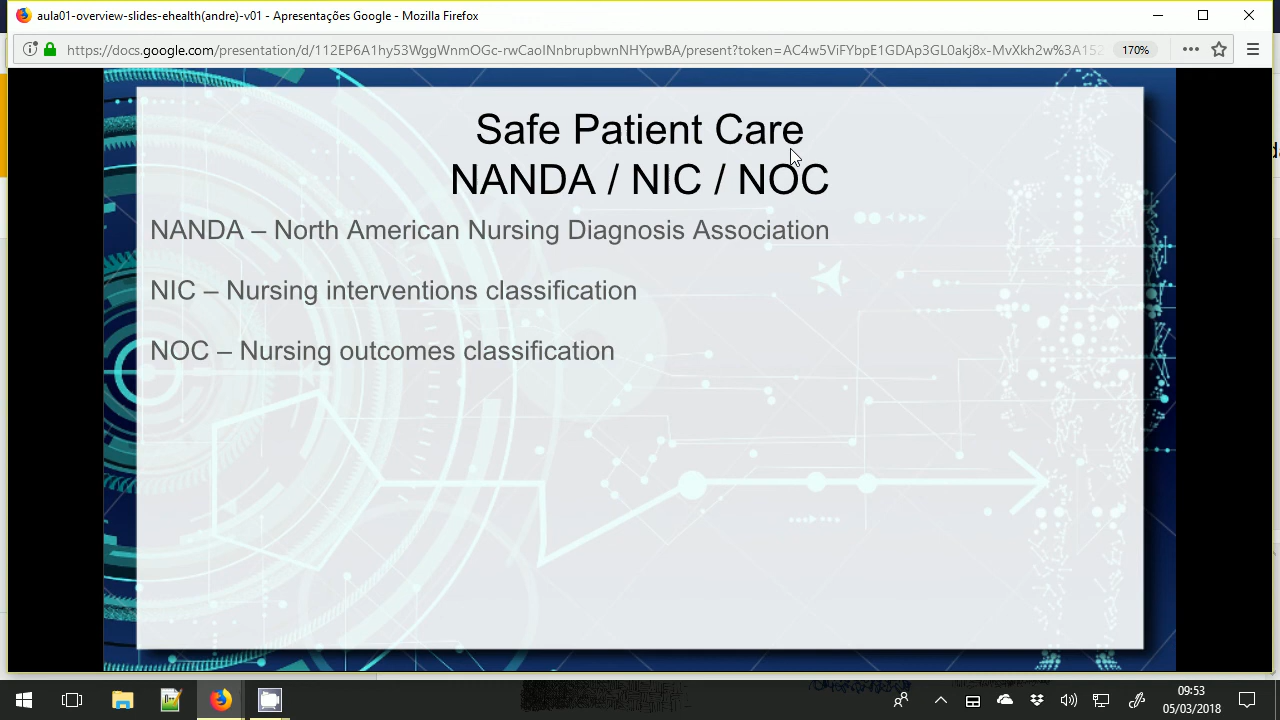 aula01-overview-slides-ehealth(andre)-v01 - Apresentações Google - Mozilla Firefox
https://docs.google.com/presentation/d/112EP6A1hy53WggWnmOGc-rwCaoINnbrupbwnNHYpwBA/present?token=AC4w5ViFYbpE1GDAp3GL0akj8x-MvXkh2w%3A152
170%
Safe Patient Care
NANDA / NIC / NOC
NANDA – North American Nursing Diagnosis Association
NIC – Nursing interventions classification
NOC – Nursing outcomes classification
09:53
05/03/2018